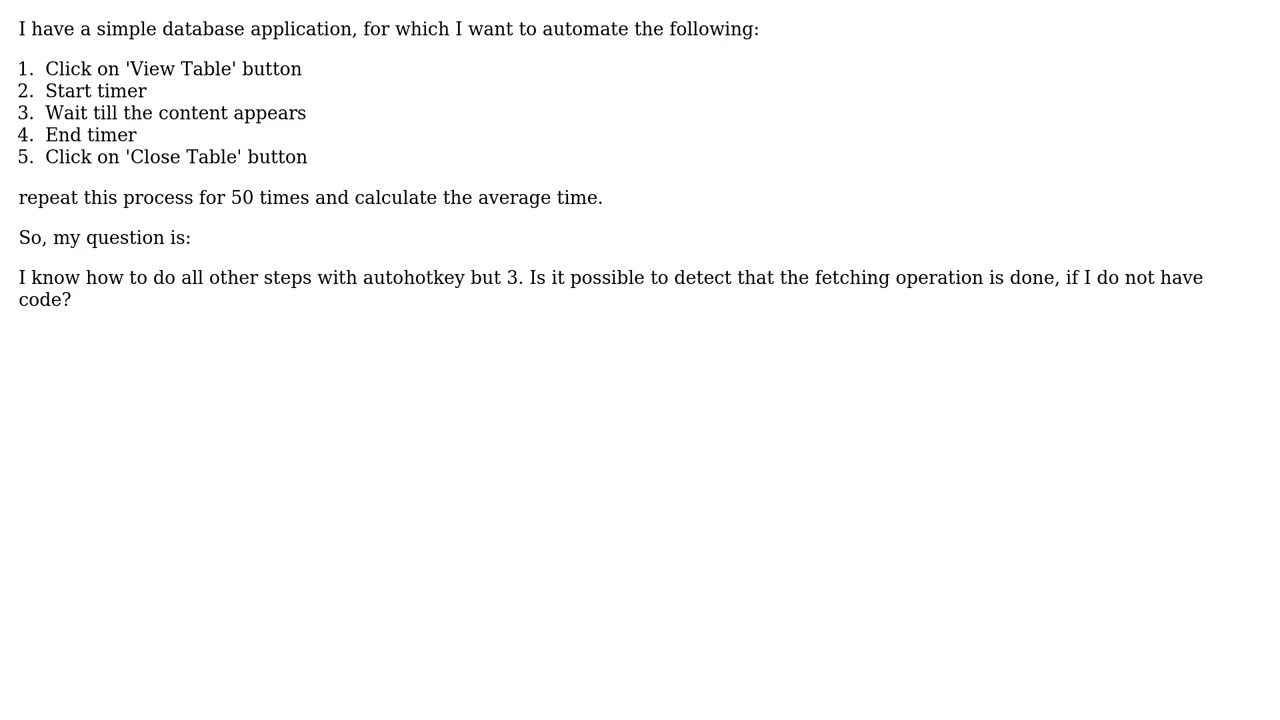 I have a simple database application, for which I want to automate the following:
1. Click on 'View Table' button
2. Start timer
3. Wait till the content appears
4. End timer
5. Click on 'Close Table' button
repeat this process for 50 times and calculate the average time.
So, my question is:
I know how to do all other steps with autohotkey but 3. Is it possible to detect that the fetching operation is done, if I do not have
code?